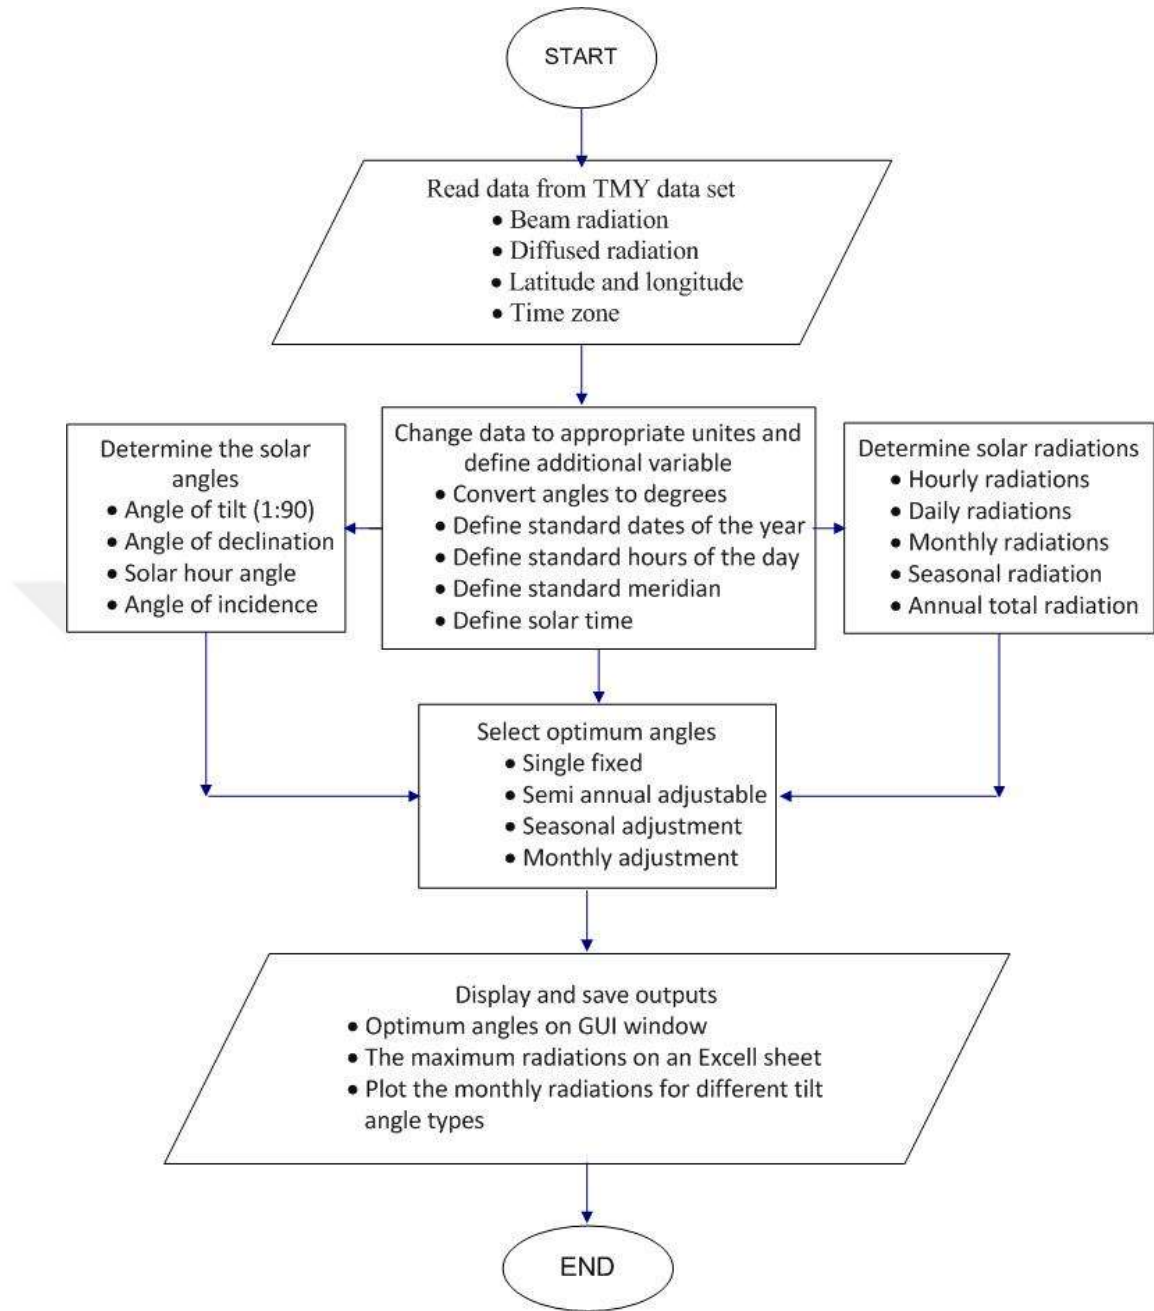 START
Read data from TMY data set
• Beam radiation
• Diffused radiation
• Latitude and longitude
• Time zone
Determine the solar
angles
• Angle of tilt (1:90)
• Angle of declination
• Solar hour angle
• Angle of incidence
Change data to appropriate unites and
define additional variable
• Convert angles to degrees
• Define standard dates of the year
• Define standard hours of the day
• Define standard meridian
• Define solar time
Determine solar radiations
• Hourly radiations
• Daily radiations
• Monthly radiations
• Seasonal radiation
• Annual total radiation
Select optimum angles
• Single fixed
• Semi annual adjustable
• Seasonal adjustment
• Monthly adjustment
Display and save outputs
• Optimum angles on GUI window
• The maximum radiations on an Excell sheet
• Plot the monthly radiations for different tilt
angle types
END